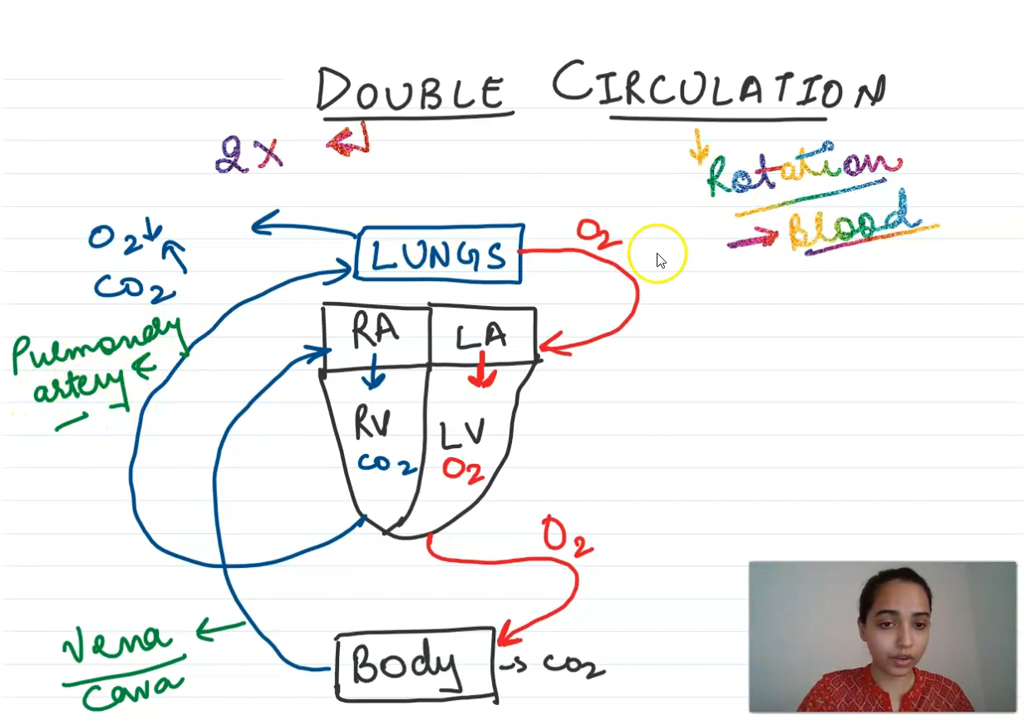 DOUBLE CIRCULATION
2X
Rotation
Blood
O2↓
↑
CO2
LUNGS
O2
Pulmonary
artery
RA
LA
RV
LV
CO2
O2
O2
Vena
Cava
Body
→ CO2